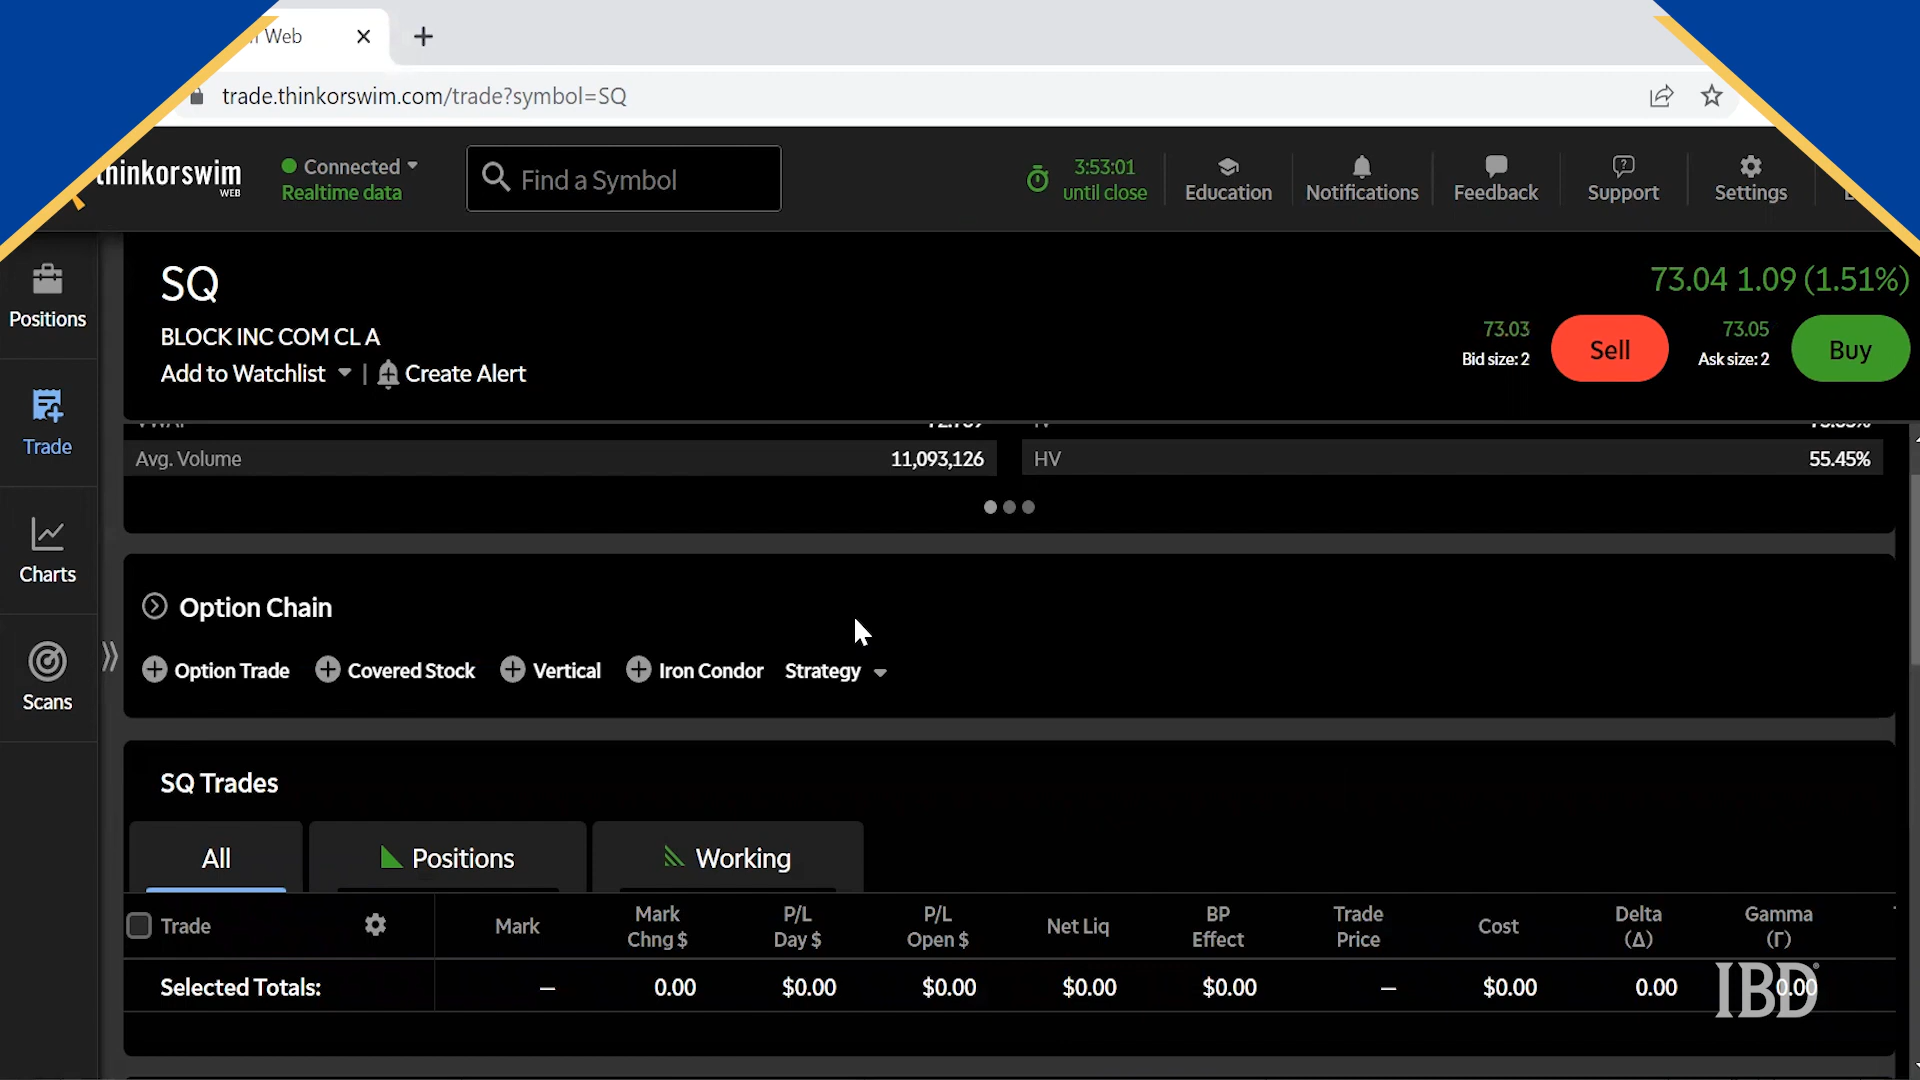 Web
trade.thinkorswim.com/trade?symbol=SQ
thinkorswim
WEB
Connected
Realtime data
Find a Symbol
3:53:01
until close
Education
Notifications
Feedback
Support
Settings
Positions
Trade
Charts
Scans
SQ
BLOCK INC COM CL A
Add to Watchlist | Create Alert
73.04 1.09 (1.51%)
73.03
Bid size: 2
Sell
73.05
Ask size: 2
Buy
Avg. Volume 11,093,126
HV 55.45%
Option Chain
Option Trade Covered Stock Vertical Iron Condor Strategy
SQ Trades
All Positions Working
Trade
Mark
Mark
Chng $
P/L
Day $
P/L
Open $
Net Liq
BP
Effect
Trade
Price
Cost
Delta
(Δ)
Gamma
(Γ)
Selected Totals: — 0.00 $0.00 $0.00 $0.00 $0.00 — $0.00 0.00 0.00
IBD